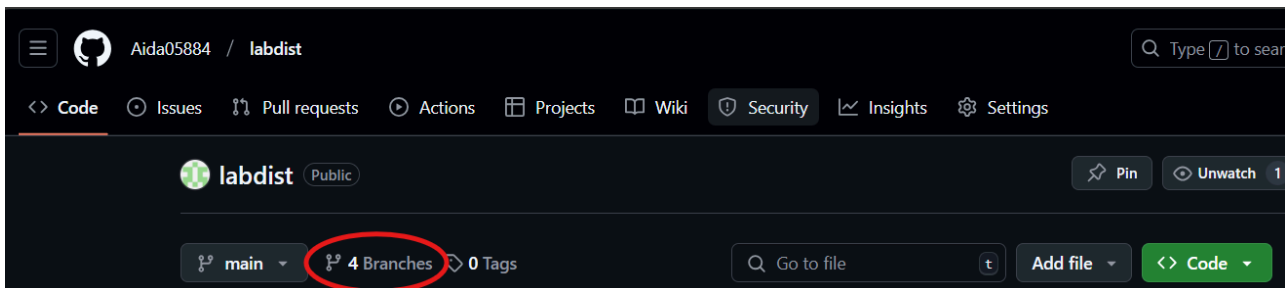 Aida05884 / labdist
Type / to sear
Code Issues Pull requests Actions Projects Wiki Security Insights Settings
labdist Public
Pin Unwatch 1
main 4 Branches 0 Tags Go to file t Add file <> Code